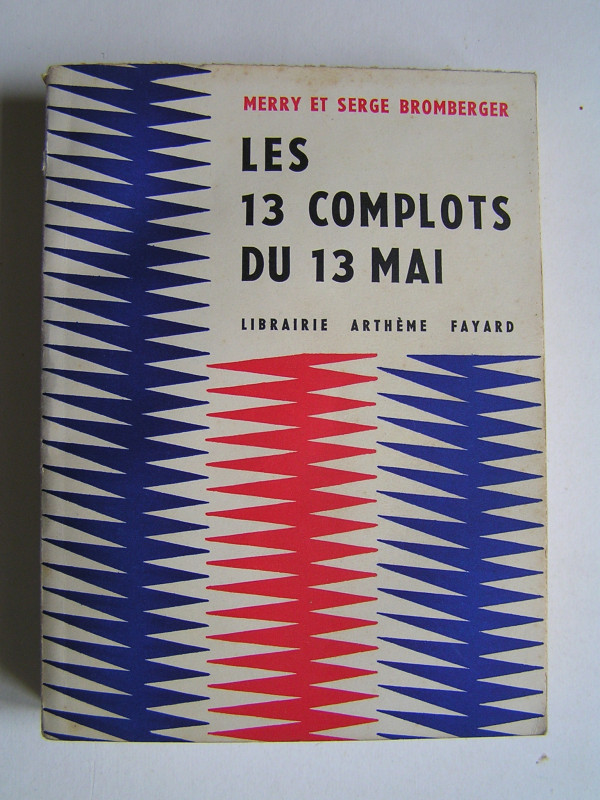 MERRY ET SERGE BROMBERGER
LES
13 COMPLOTS
DU 13 MAI
LIBRAIRIE ARTHÈME FAYARD